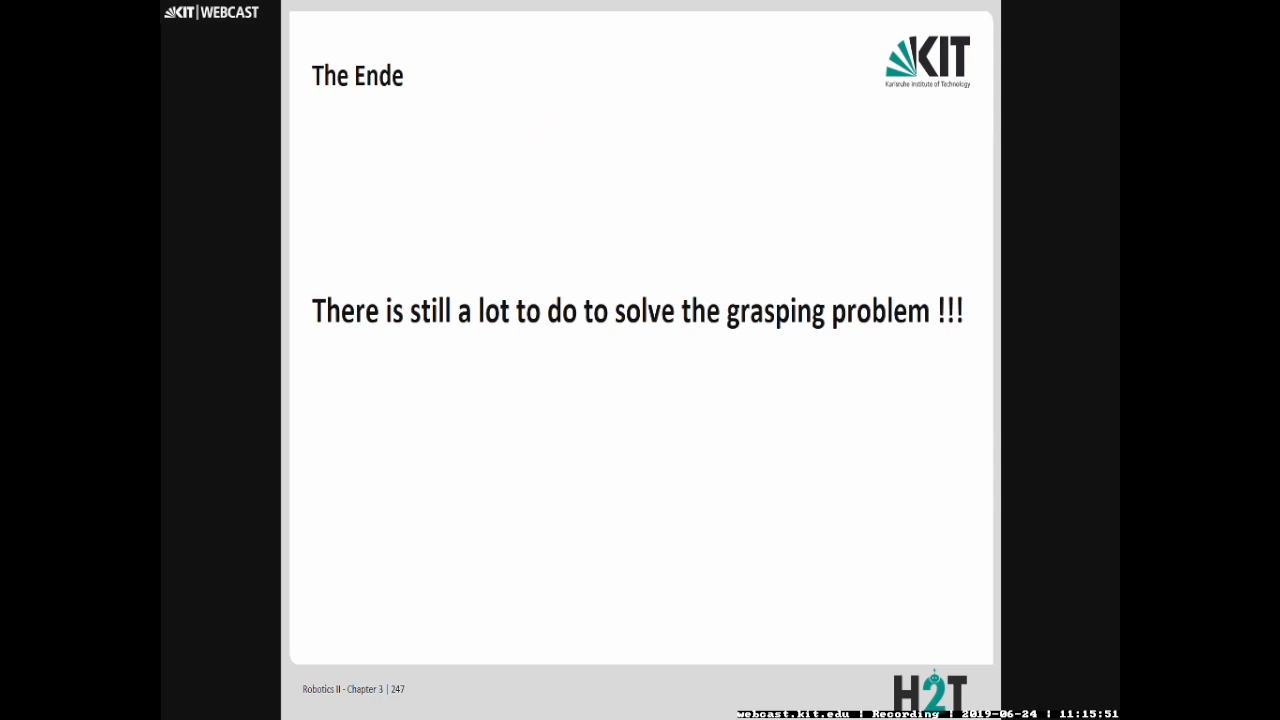 KIT | WEBCAST
The Ende
KIT
Karlsruhe Institute of Technology
There is still a lot to do to solve the grasping problem !!!
Robotics II - Chapter 3 | 247
H2T
webcast.kit.edu | Recording | 2019-06-24 | 11:15:51